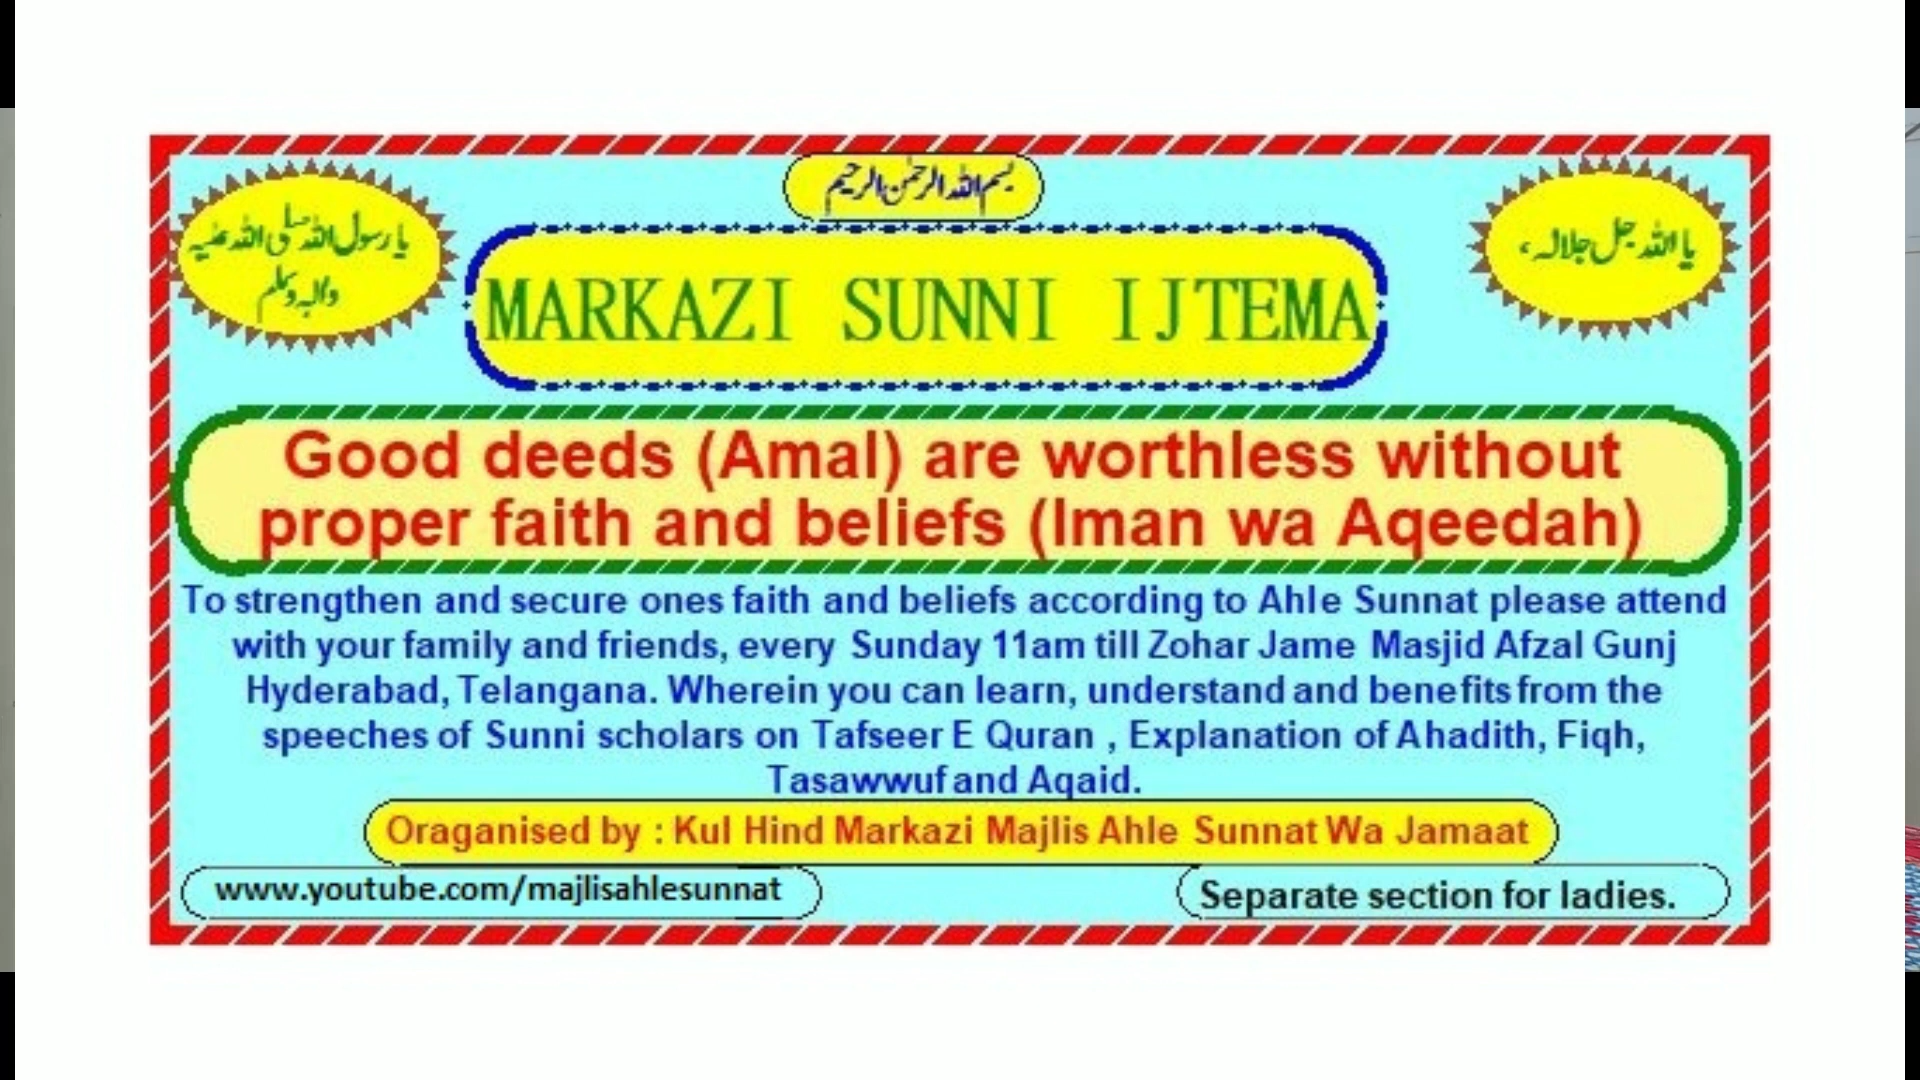 بسم اللہ الرحمٰن الرحیم
یا رسول اللہ صلی اللہ علیہ
وآلہ وسلم
یا اللہ جل جلالہ
MARKAZI SUNNI IJTEMA
Good deeds (Amal) are worthless without
proper faith and beliefs (Iman wa Aqeedah)
To strengthen and secure ones faith and beliefs according to Ahle Sunnat please attend
with your family and friends, every Sunday 11am till Zohar Jame Masjid Afzal Gunj
Hyderabad, Telangana. Wherein you can learn, understand and benefits from the
speeches of Sunni scholars on Tafseer E Quran , Explanation of Ahadith, Fiqh,
Tasawwuf and Aqaid.
Oraganised by : Kul Hind Markazi Majlis Ahle Sunnat Wa Jamaat
www.youtube.com/majlisahlesunnat
Separate section for ladies.